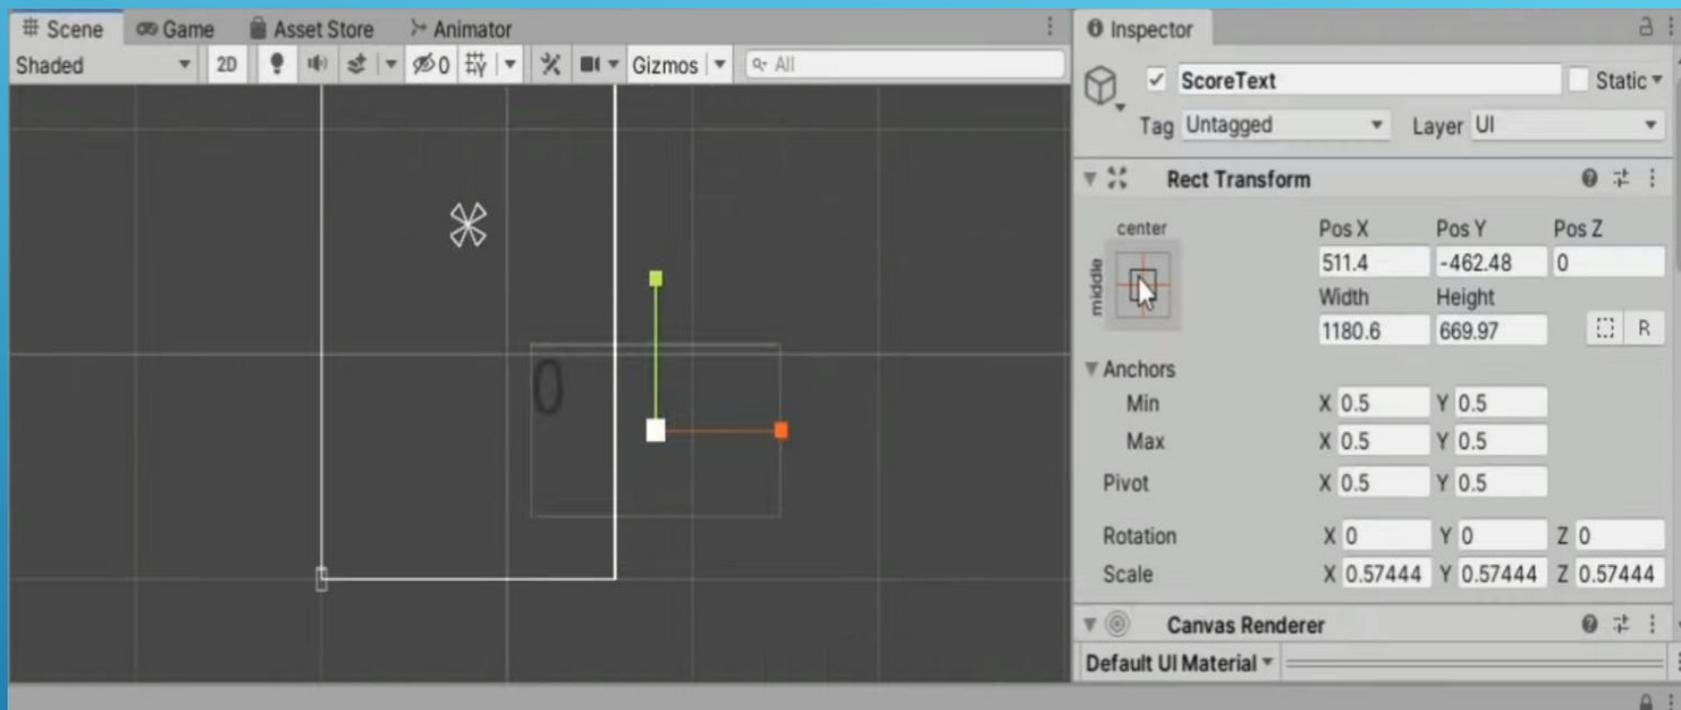 Scene Game Asset Store Animator
Shaded 2D 0 Gizmos All
0
Inspector
ScoreText Static
Tag Untagged Layer UI
Rect Transform
center
middle
Pos X Pos Y Pos Z
511.4 -462.48 0
Width Height
1180.6 669.97 R
Anchors
Min X 0.5 Y 0.5
Max X 0.5 Y 0.5
Pivot X 0.5 Y 0.5
Rotation X 0 Y 0 Z 0
Scale X 0.57444 Y 0.57444 Z 0.57444
Canvas Renderer
Default UI Material